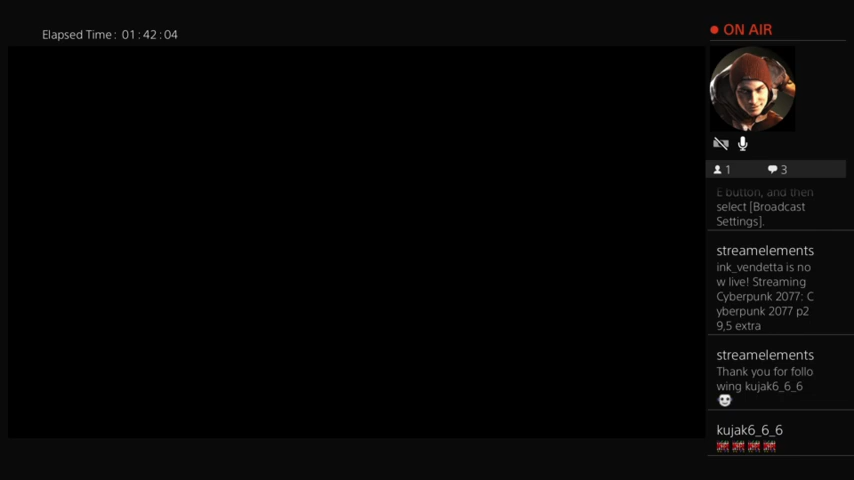 Elapsed Time: 01:42:04
ON AIR
1 3
E button, and then
select [Broadcast
Settings].
streamelements
ink_vendetta is no
w live! Streaming
Cyberpunk 2077: C
yberpunk 2077 p2
9,5 extra
streamelements
Thank you for follo
wing kujak6_6_6
kujak6_6_6